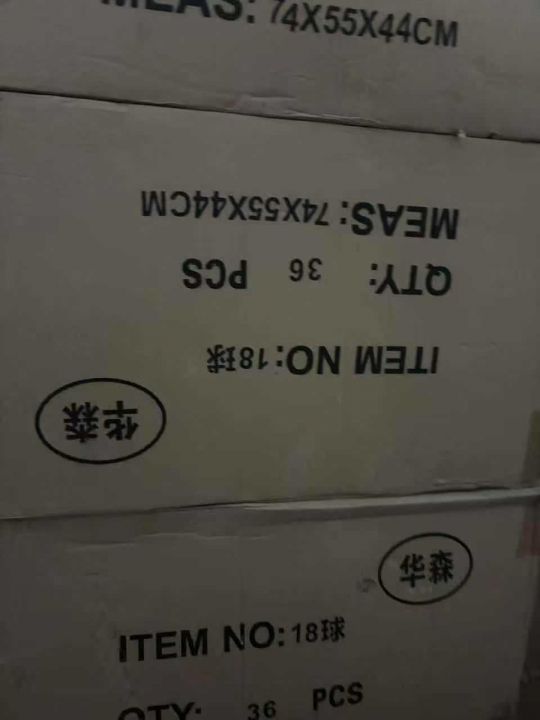 MEAS: 74X55X44CM
华森
ITEM NO:18球
QTY: 36 PCS
MEAS: 74X55X44CM
华森
ITEM NO:18球
QTY: 36 PCS